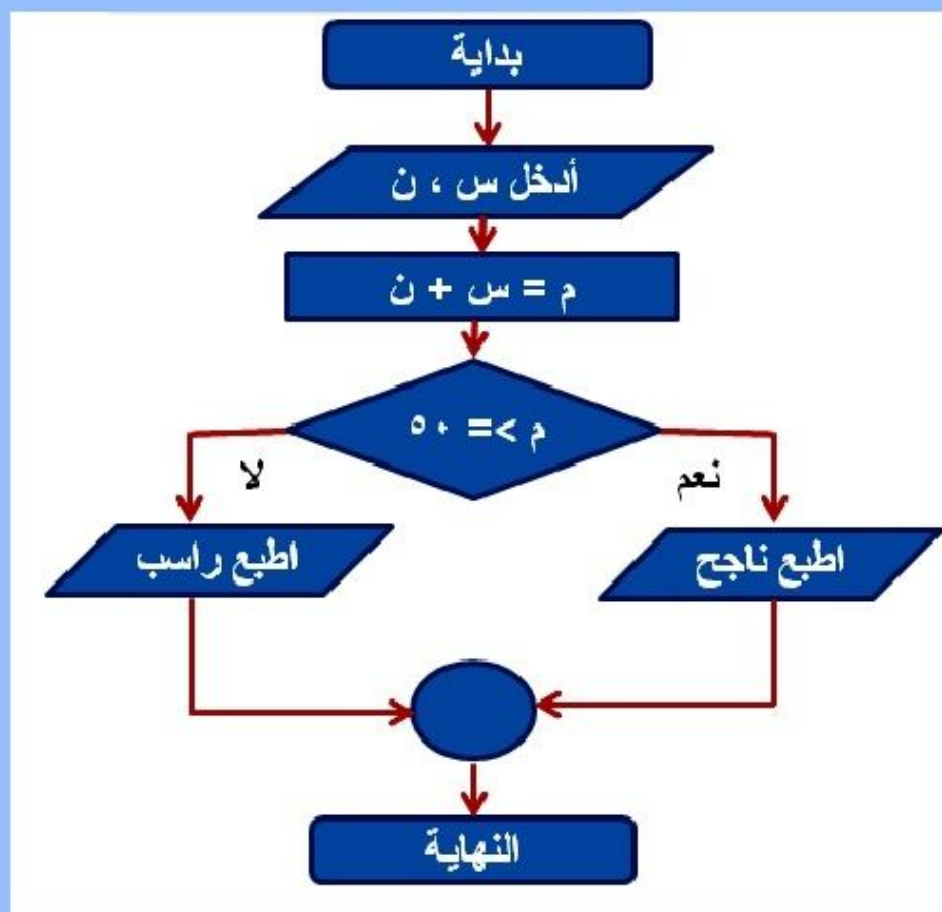 بداية
أدخل س ، ن
م = س + ن
م >= ٥٠
نعم
لا
اطبع ناجح
اطبع راسب
النهاية